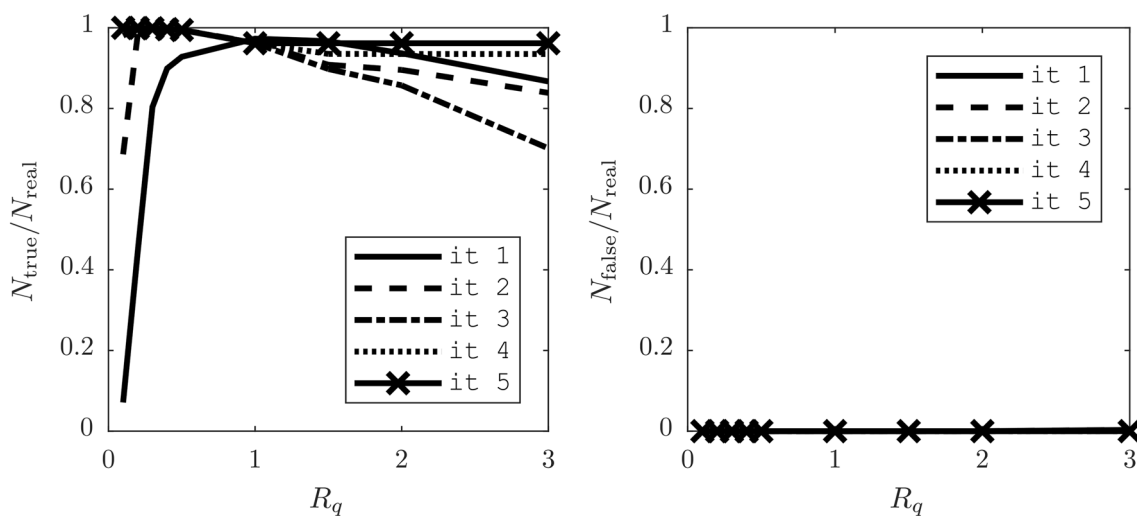 1
0.8
0.6
0.4
0.2
0
0 1 2 3
N_true/N_real
R_q
it 1
it 2
it 3
it 4
it 5
1
0.8
0.6
0.4
0.2
0
0 1 2 3
N_false/N_real
R_q
it 1
it 2
it 3
it 4
it 5